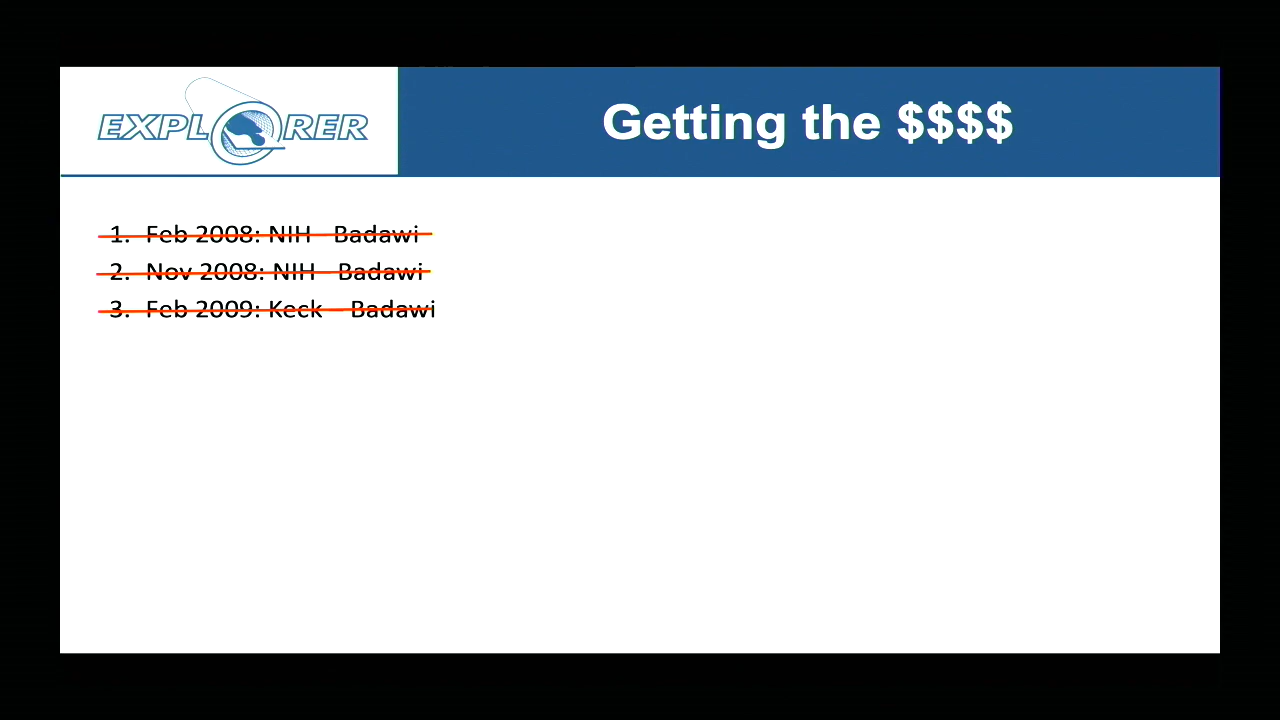 EXPLORER
Getting the $$$$
1. Feb 2008: NIH - Badawi
2. Nov 2008: NIH - Badawi
3. Feb 2009: Keck – Badawi